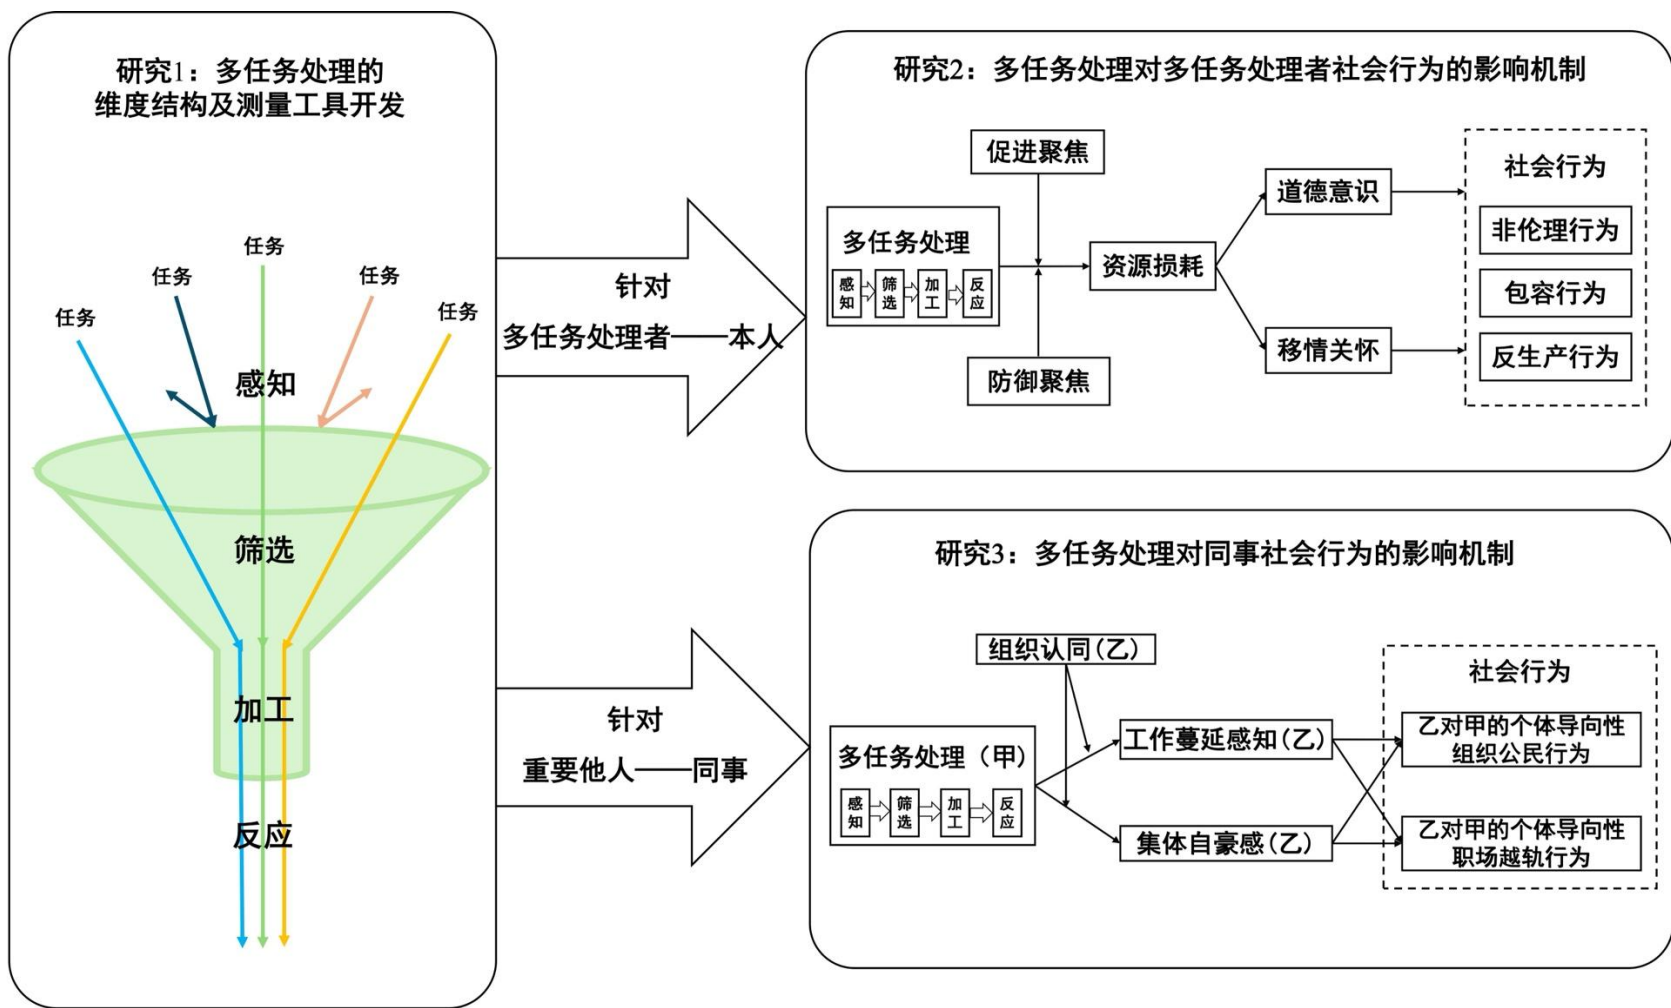 研究1：多任务处理的
维度结构及测量工具开发
任务
任务
任务
任务
任务
感知
筛选
加工
反应
针对
多任务处理者——本人
针对
重要他人——同事
研究2：多任务处理对多任务处理者社会行为的影响机制
促进聚焦
多任务处理
感知
筛选
加工
反应
防御聚焦
资源损耗
道德意识
移情关怀
社会行为
非伦理行为
包容行为
反生产行为
研究3：多任务处理对同事社会行为的影响机制
组织认同（乙）
多任务处理（甲）
感知
筛选
加工
反应
工作蔓延感知（乙）
集体自豪感（乙）
社会行为
乙对甲的个体导向性
组织公民行为
乙对甲的个体导向性
职场越轨行为